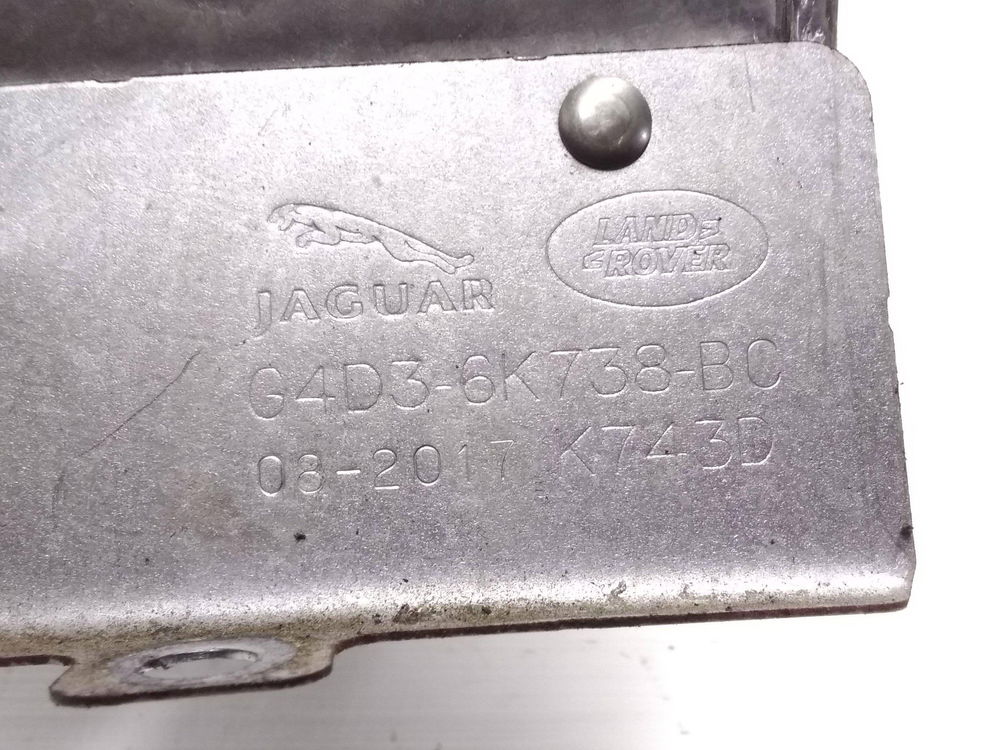 JAGUAR
LAND
ROVER
G4D3-6K738-BC
08-2017 K743D